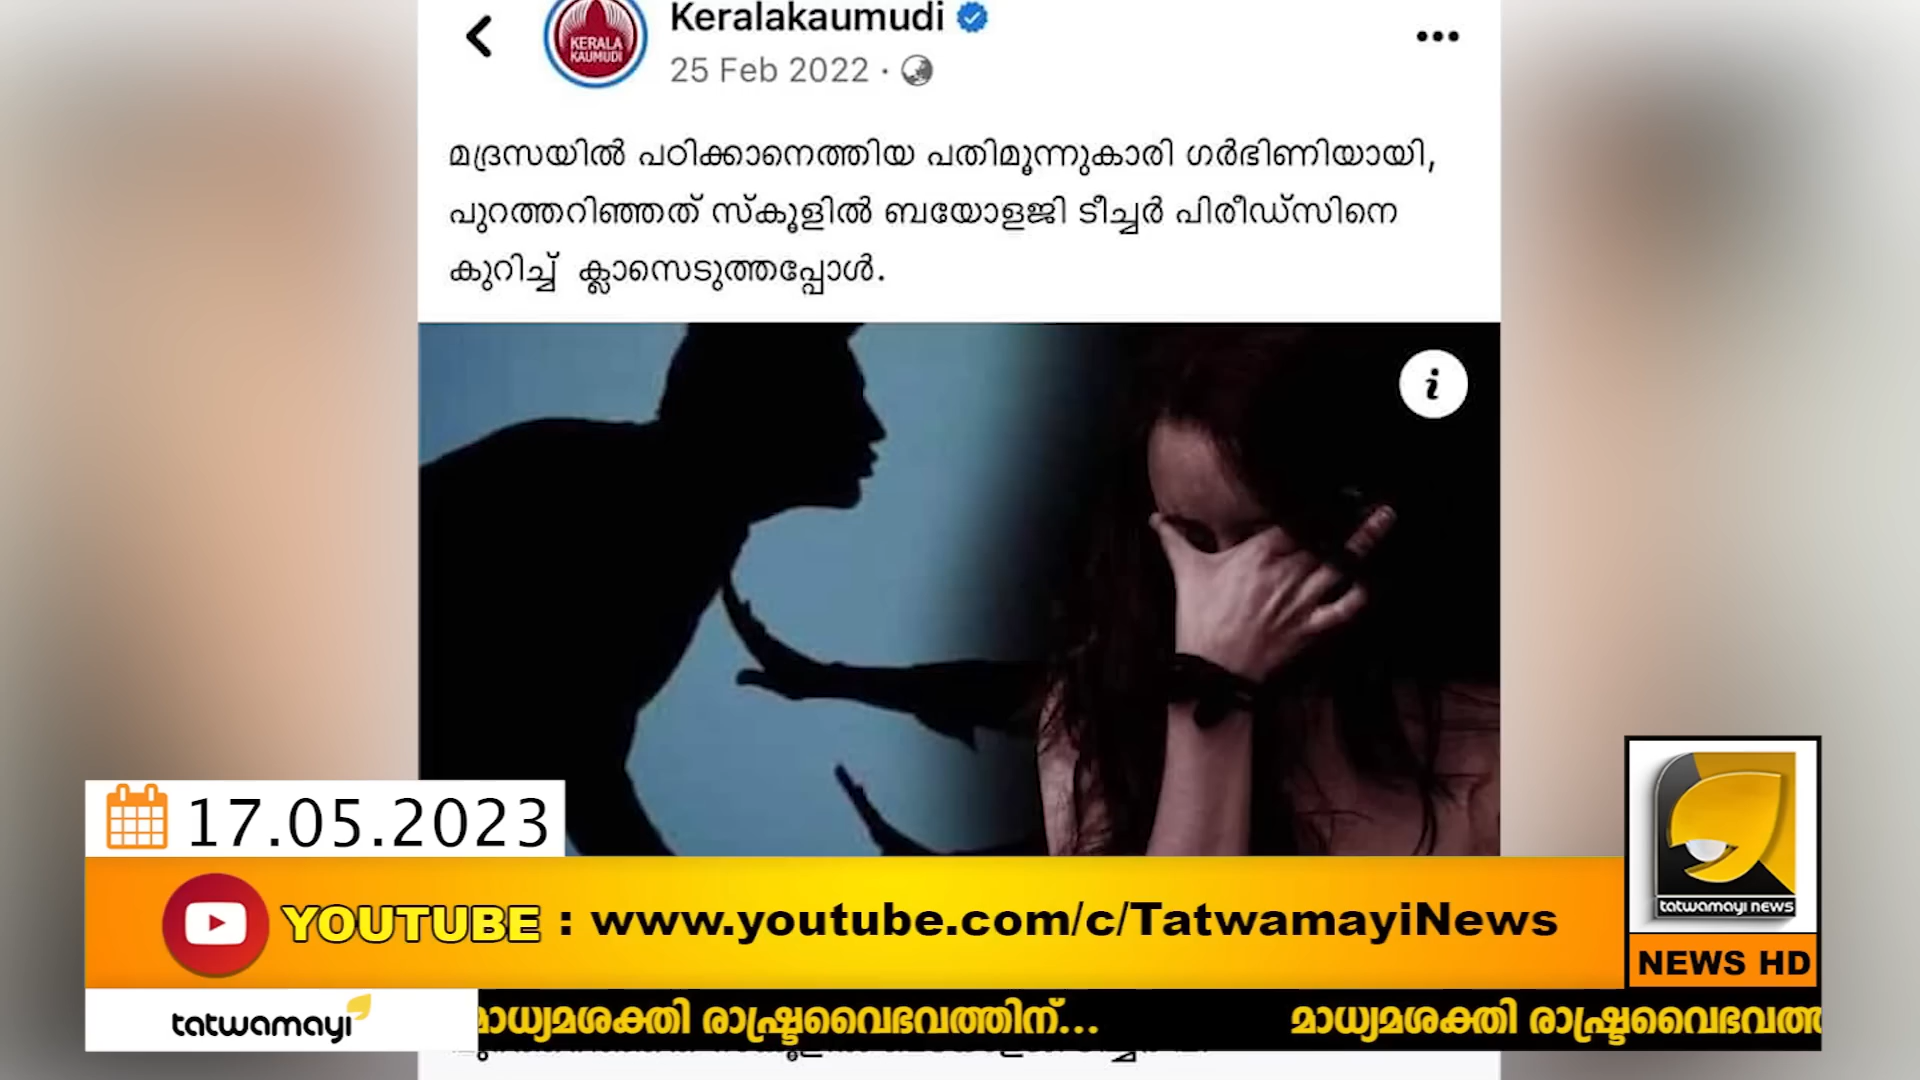 Keralakaumudi
KERALA
KAUMUDI
25 Feb 2022 ·
മദ്രസയിൽ പഠിക്കാനെത്തിയ പതിമൂന്നുകാരി ഗർഭിണിയായി,
പുറത്തറിഞ്ഞത് സ്കൂളിൽ ബയോളജി ടീച്ചർ പിരീഡ്സിനെ
കുറിച്ച് ക്ലാസെടുത്തപ്പോൾ.
i
17.05.2023
YOUTUBE : www.youtube.com/c/TatwamayiNews
tatwamayi news
NEWS HD
tatwamayi
മാധ്യമശക്തി രാഷ്ട്രവൈഭവത്തിന്... മാധ്യമശക്തി